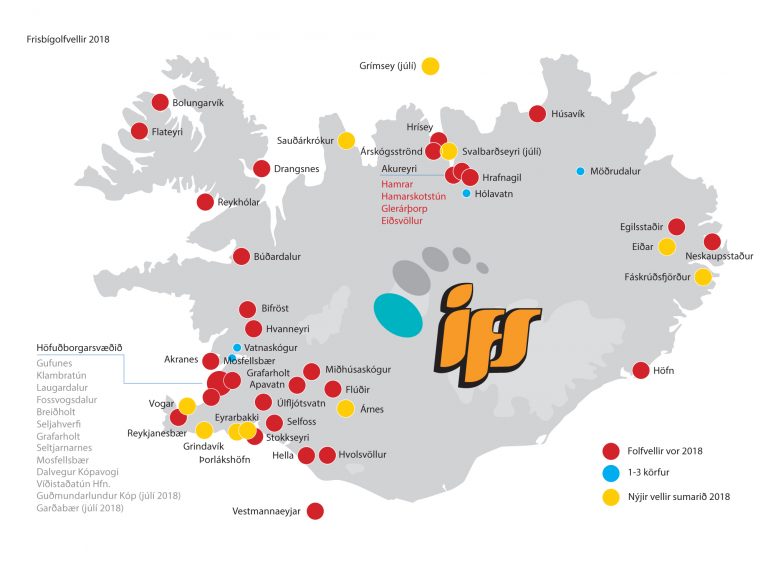 Frisbígolfvellir 2018
Grímsey (júlí)
Bolungarvík
Flateyri
Húsavík
Hrísey
Sauðárkrókur
Árskógsströnd
Svalbarðseyri (júlí)
Drangsnes
Akureyri
Hrafnagil
Möðrudalur
Hamrar
Hamarskotstún
Glerárþorp
Eiðsvöllur
Hólavatn
Reykhólar
Egilsstaðir
Eiðar
Neskaupsstaður
Búðardalur
Fáskrúðsfjörður
Bifröst
Hvanneyri
ifs
Höfuðborgarsvæðið
Gufunes
Klambratún
Laugardalur
Fossvogsdalur
Breiðholt
Seljahverfi
Grafarholt
Seltjarnarnes
Mosfellsbær
Dalvegur Kópavogi
Víðistaðatún Hfn.
Guðmundarlundur Kóp (júlí 2018)
Garðabær (júlí 2018)
Vatnaskógur
Akranes
Mosfellsbær
Grafarholt
Miðhúsaskógur
Apavatn
Flúðir
Höfn
Vogar
Úlfljótsvatn
Árnes
Eyrarbakki
Selfoss
Reykjanesbær
Stokkseyri
Grindavík
Þorlákshöfn
Hella
Hvolsvöllur
Vestmannaeyjar
Folfvellir vor 2018
1-3 körfur
Nýjir vellir sumarið 2018